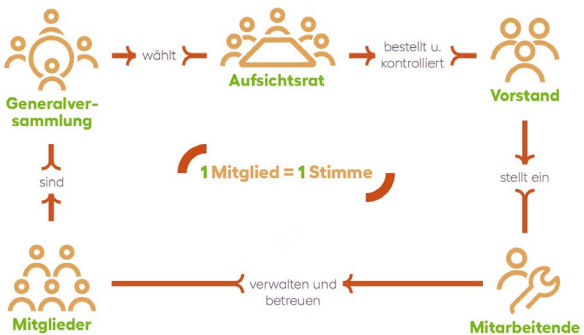 wählt
bestellt u.
kontrolliert
Aufsichtsrat
Vorstand
Generalver-
sammlung
1 Mitglied = 1 Stimme
sind
stellt ein
verwalten und
betreuen
Mitglieder
Mitarbeitende